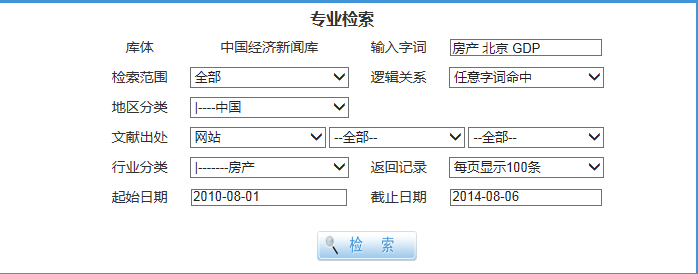 专业检索
库体 中国经济新闻库 输入字词 房产 北京 GDP
检索范围 全部 逻辑关系 任意字词命中
地区分类 |----中国
文献出处 网站 --全部-- --全部--
行业分类 |-------房产 返回记录 每页显示100条
起始日期 2010-08-01 截止日期 2014-08-06
检 索